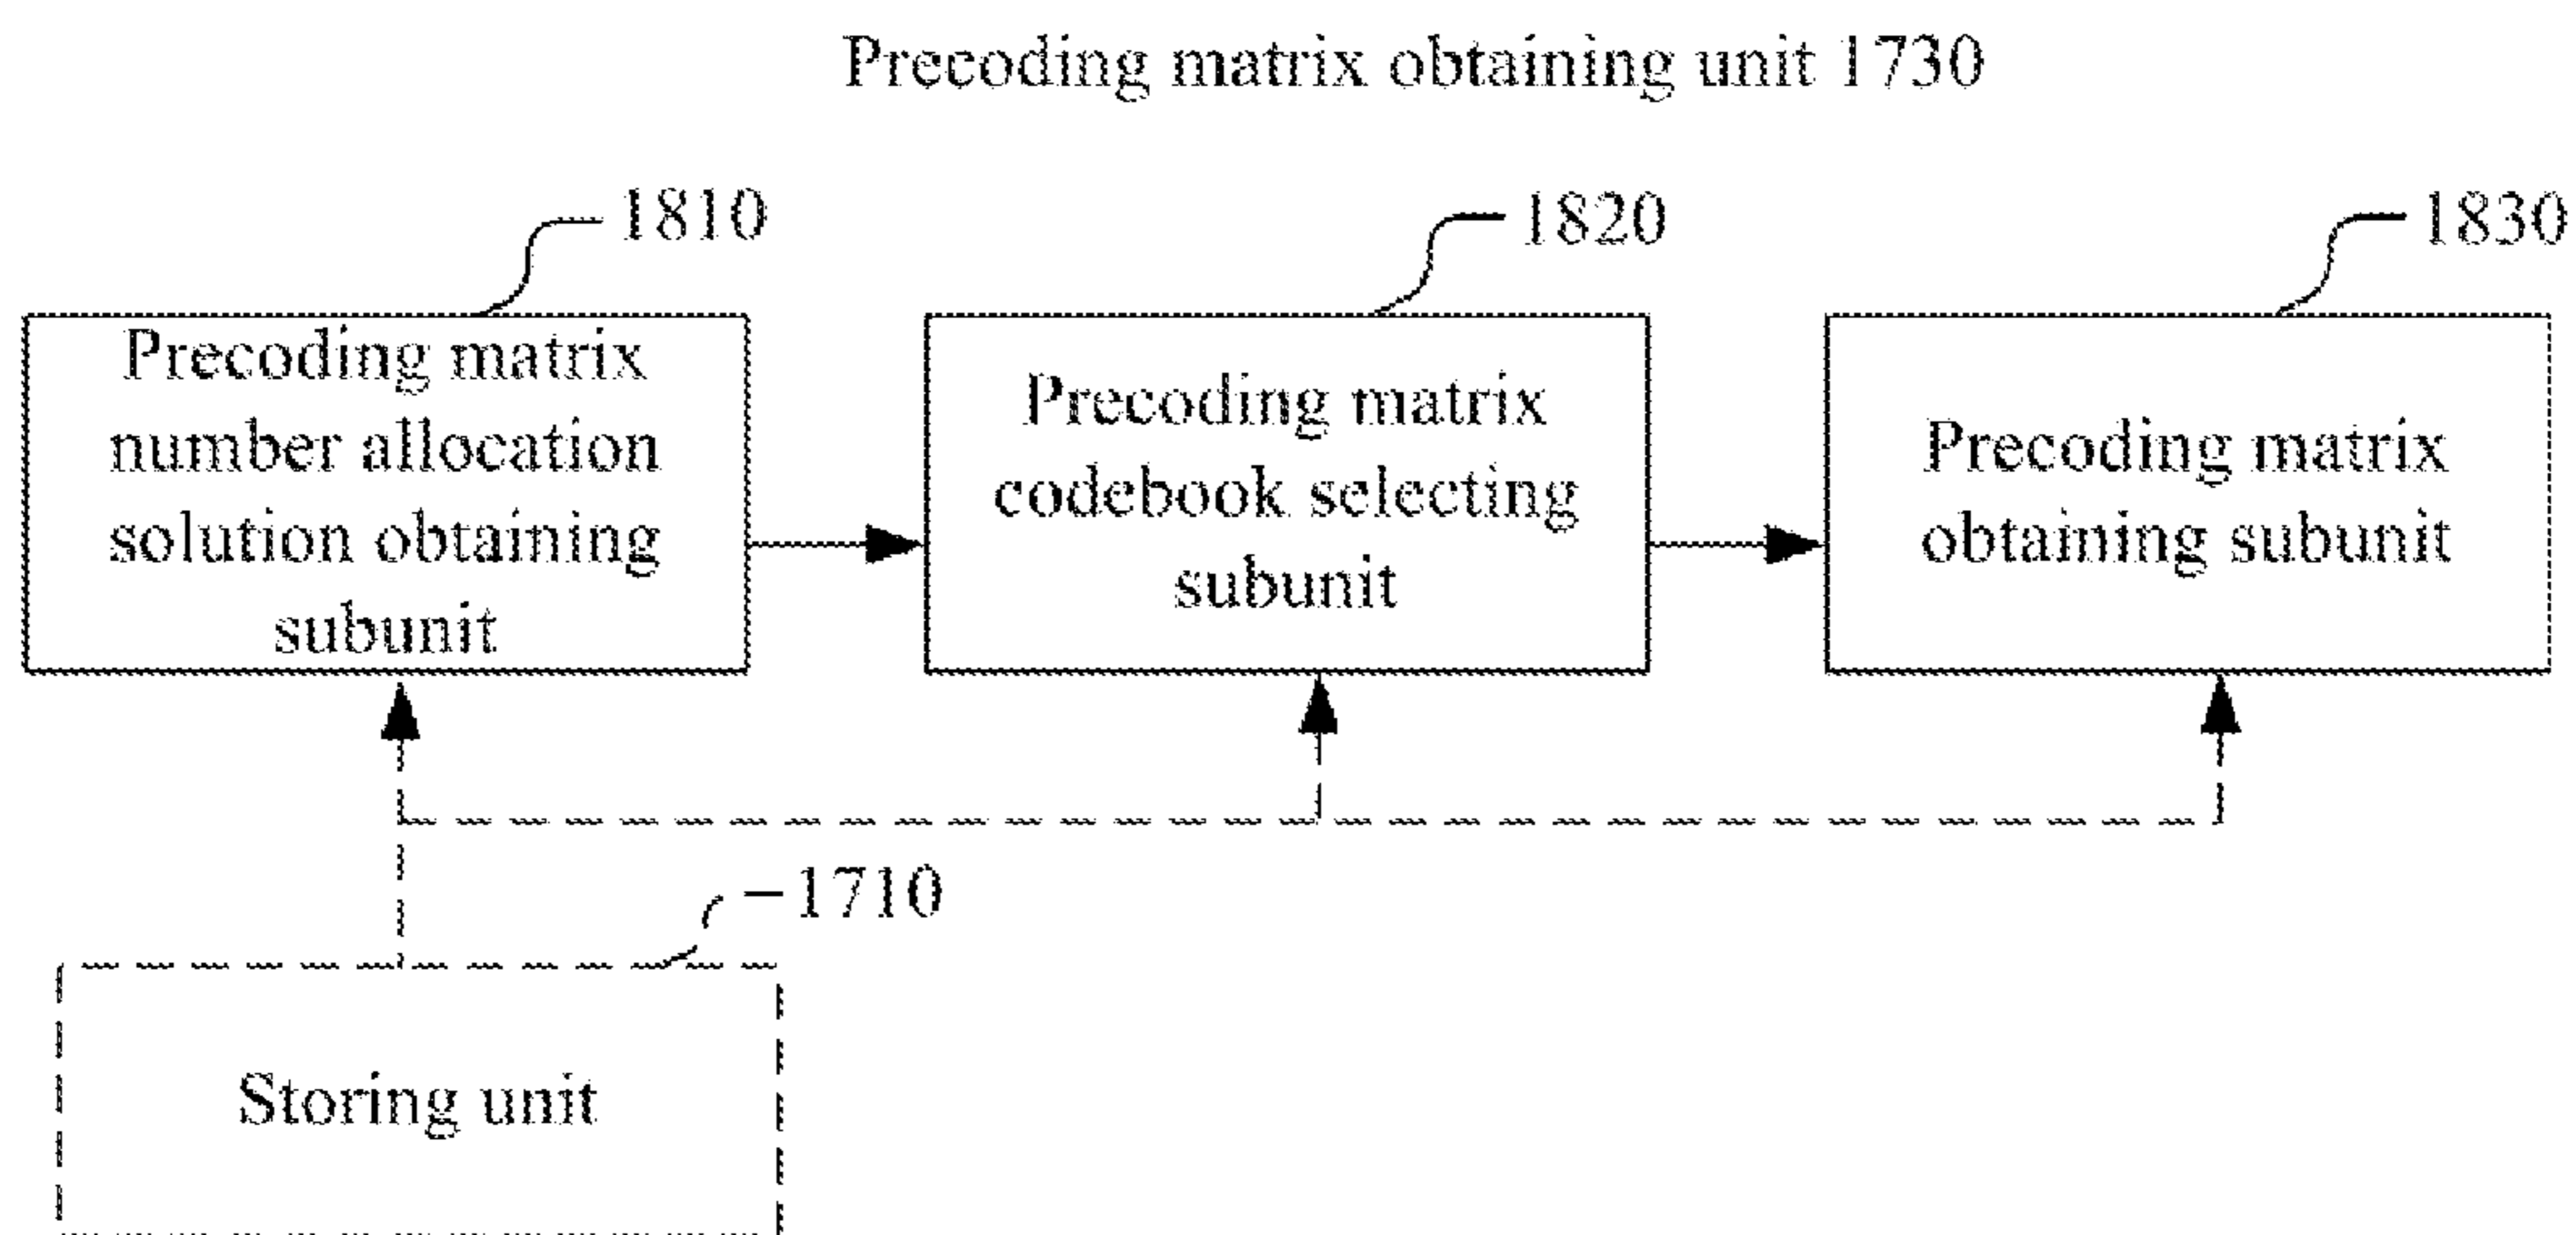 Precoding matrix obtaining unit 1730
1810
1820
1830
Precoding matrix
number allocation
solution obtaining
subunit
Precoding matrix
codebook selecting
subunit
Precoding matrix
obtaining subunit
1710
Storing unit